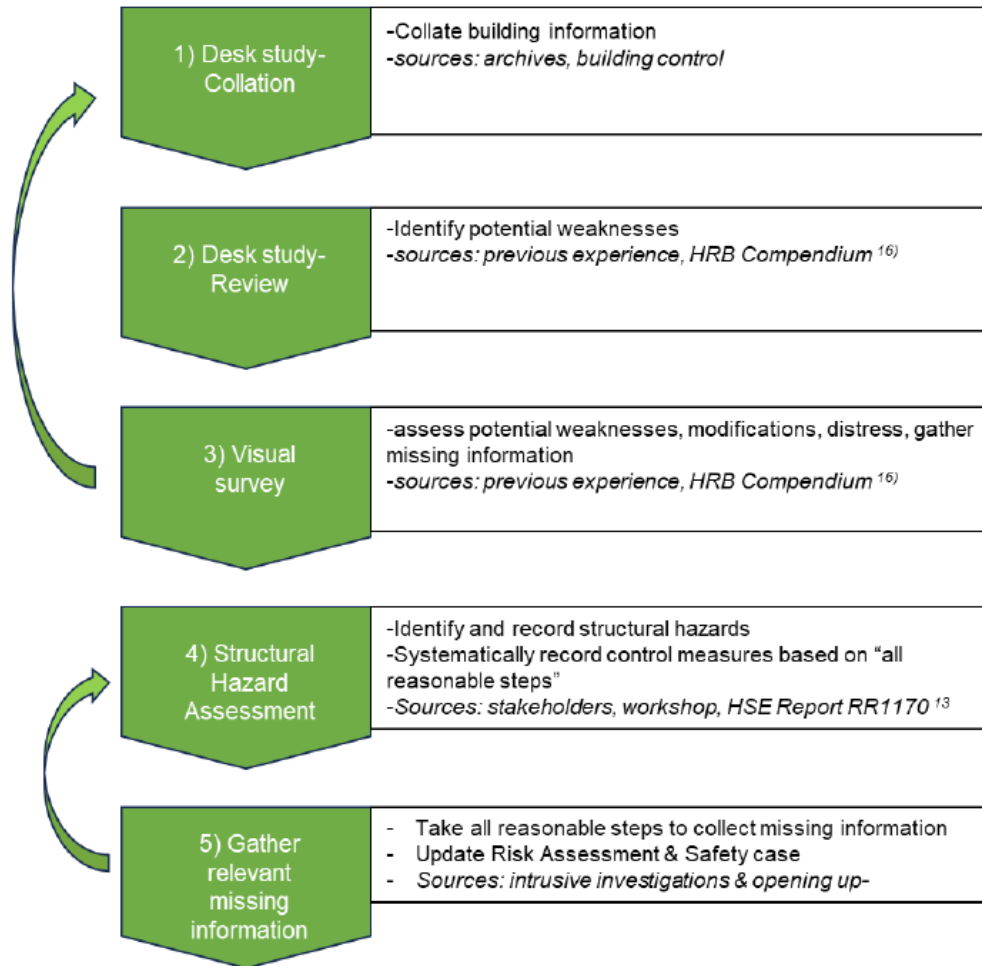 1) Desk study-
Collation
-Collate building information
-sources: archives, building control
2) Desk study-
Review
-Identify potential weaknesses
-sources: previous experience, HRB Compendium 16)
3) Visual
survey
-assess potential weaknesses, modifications, distress, gather
missing information
-sources: previous experience, HRB Compendium 16)
4) Structural
Hazard
Assessment
-Identify and record structural hazards
-Systematically record control measures based on “all
reasonable steps”
-Sources: stakeholders, workshop, HSE Report RR1170 13
5) Gather
relevant
missing
information
- Take all reasonable steps to collect missing information
- Update Risk Assessment & Safety case
- Sources: intrusive investigations & opening up-